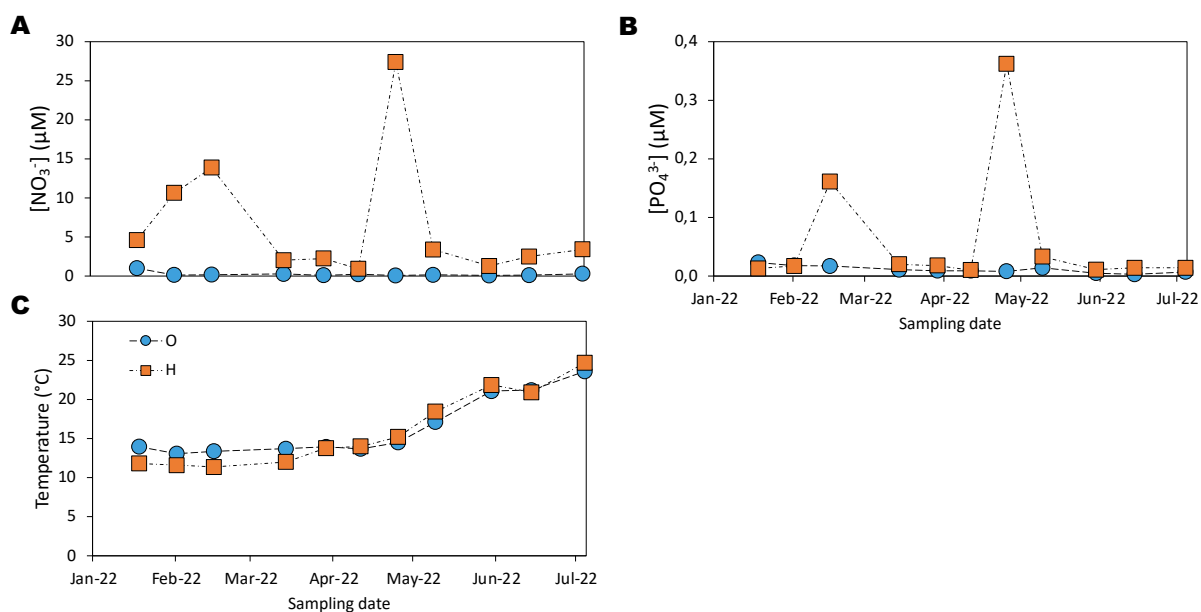 A
[NO₃⁻] (µM)
30
25
20
15
10
5
0
B
[PO₄³⁻] (µM)
0,4
0,3
0,2
0,1
0,0
Jan-22 Feb-22 Mar-22 Apr-22 May-22 Jun-22 Jul-22
Sampling date
C
O
H
Temperature (°C)
30
25
20
15
10
5
0
Jan-22 Feb-22 Mar-22 Apr-22 May-22 Jun-22 Jul-22
Sampling date